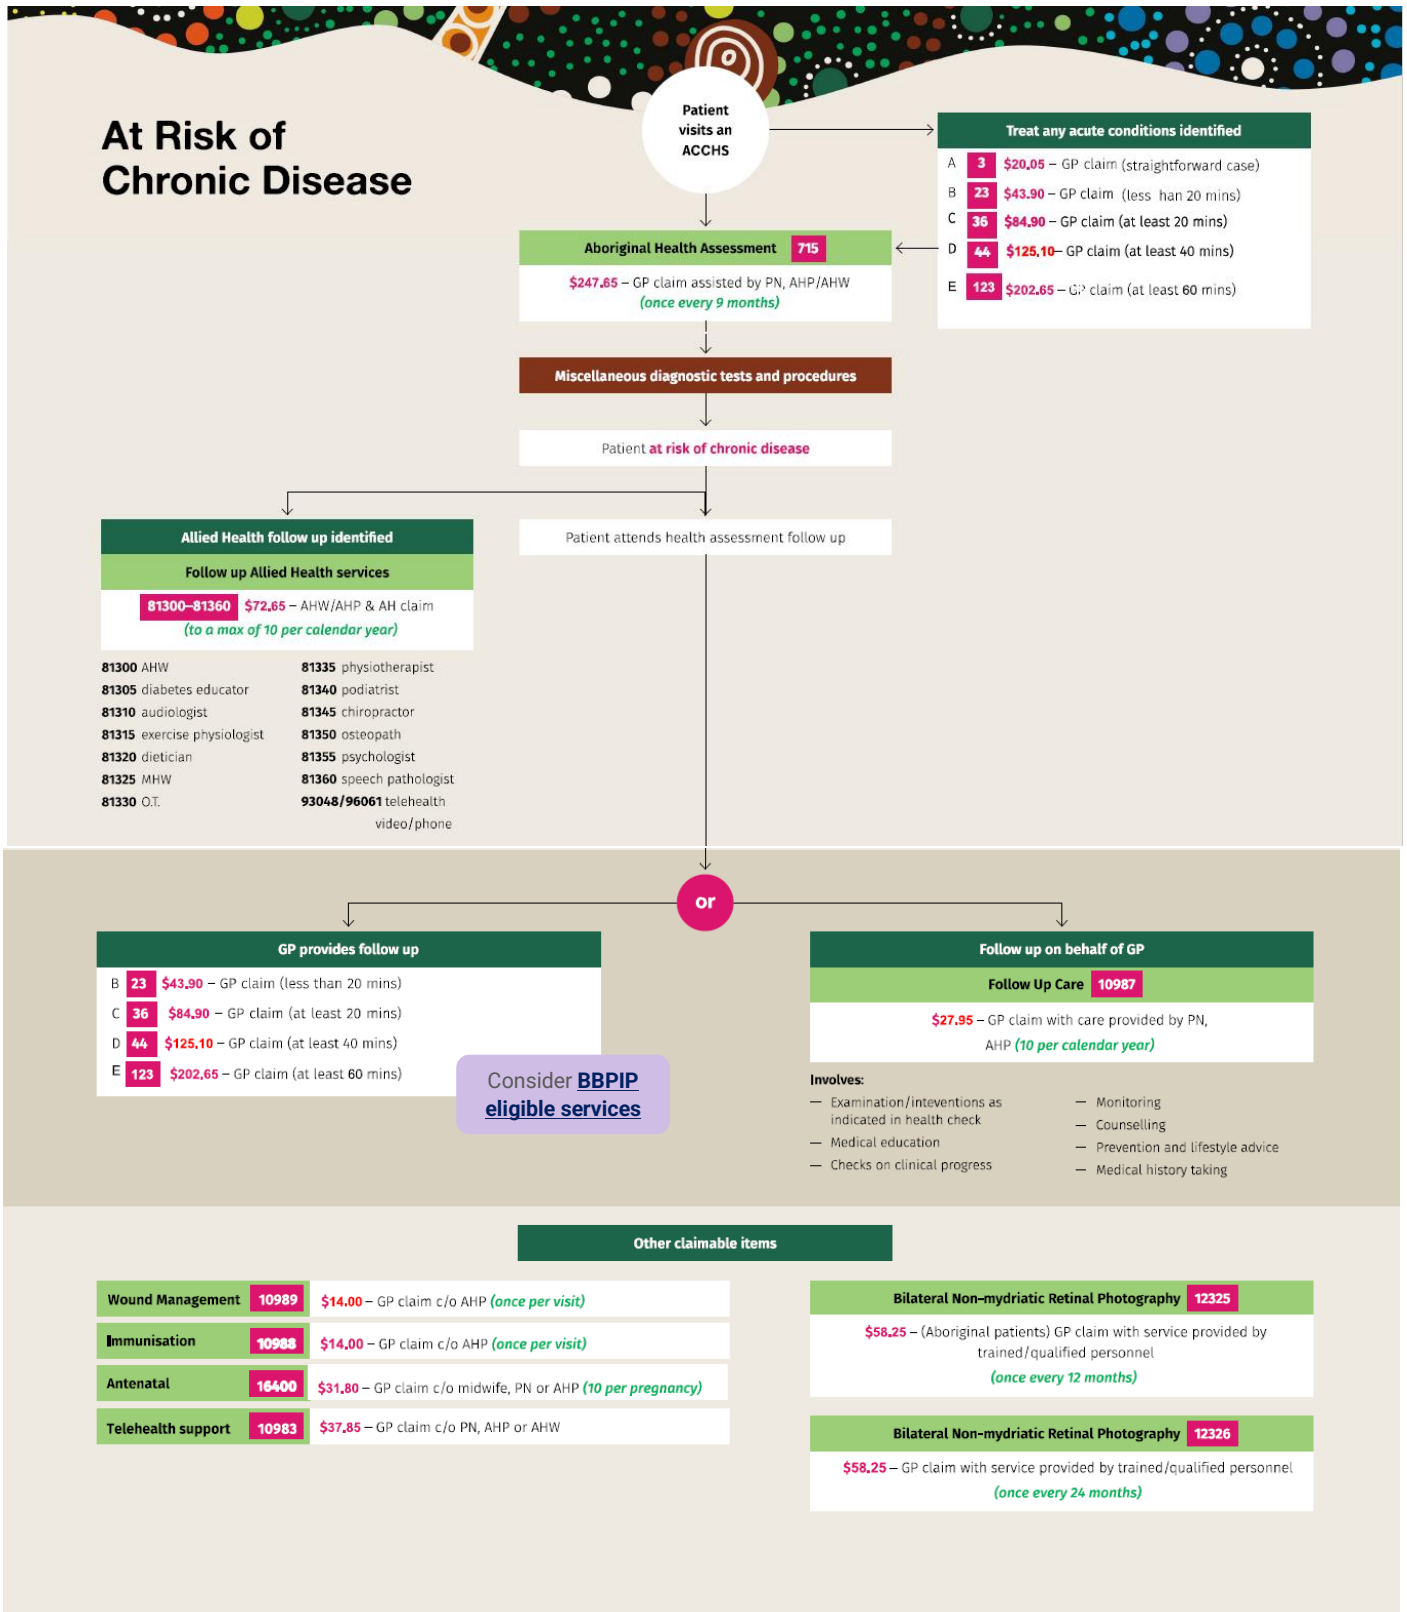 Patient
visits an
ACCHS
At Risk of
Chronic Disease
Treat any acute conditions identified
A 3 $20.05 – GP claim (straightforward case)
B 23 $43.90 – GP claim (less han 20 mins)
C 36 $84.90 – GP claim (at least 20 mins)
D 44 $125.10– GP claim (at least 40 mins)
E 123 $202.65 – GP claim (at least 60 mins)
Aboriginal Health Assessment 715
$247.65 – GP claim assisted by PN, AHP/AHW
(once every 9 months)
Miscellaneous diagnostic tests and procedures
Patient at risk of chronic disease
Allied Health follow up identified
Follow up Allied Health services
81300–81360 $72.65 – AHW/AHP & AH claim
(to a max of 10 per calendar year)
Patient attends health assessment follow up
81300 AHW
81305 diabetes educator
81310 audiologist
81315 exercise physiologist
81320 dietician
81325 MHW
81330 O.T.
81335 physiotherapist
81340 podiatrist
81345 chiropractor
81350 osteopath
81355 psychologist
81360 speech pathologist
93048/96061 telehealth
video/phone
or
GP provides follow up
B 23 $43.90 – GP claim (less than 20 mins)
C 36 $84.90 – GP claim (at least 20 mins)
D 44 $125.10 – GP claim (at least 40 mins)
E 123 $202.65 – GP claim (at least 60 mins)
Consider BBPIP
eligible services
Follow up on behalf of GP
Follow Up Care 10987
$27.95 – GP claim with care provided by PN,
AHP (10 per calendar year)
Involves:
— Examination/inteventions as
indicated in health check
— Medical education
— Checks on clinical progress
— Monitoring
— Counselling
— Prevention and lifestyle advice
— Medical history taking
Other claimable items
Wound Management 10989 $14.00 – GP claim c/o AHP (once per visit)
Immunisation 10988 $14.00 – GP claim c/o AHP (once per visit)
Antenatal 16400 $31.80 – GP claim c/o midwife, PN or AHP (10 per pregnancy)
Telehealth support 10983 $37.85 – GP claim c/o PN, AHP or AHW
Bilateral Non-mydriatic Retinal Photography 12325
$58.25 – (Aboriginal patients) GP claim with service provided by
trained/qualified personnel
(once every 12 months)
Bilateral Non-mydriatic Retinal Photography 12326
$58.25 – GP claim with service provided by trained/qualified personnel
(once every 24 months)